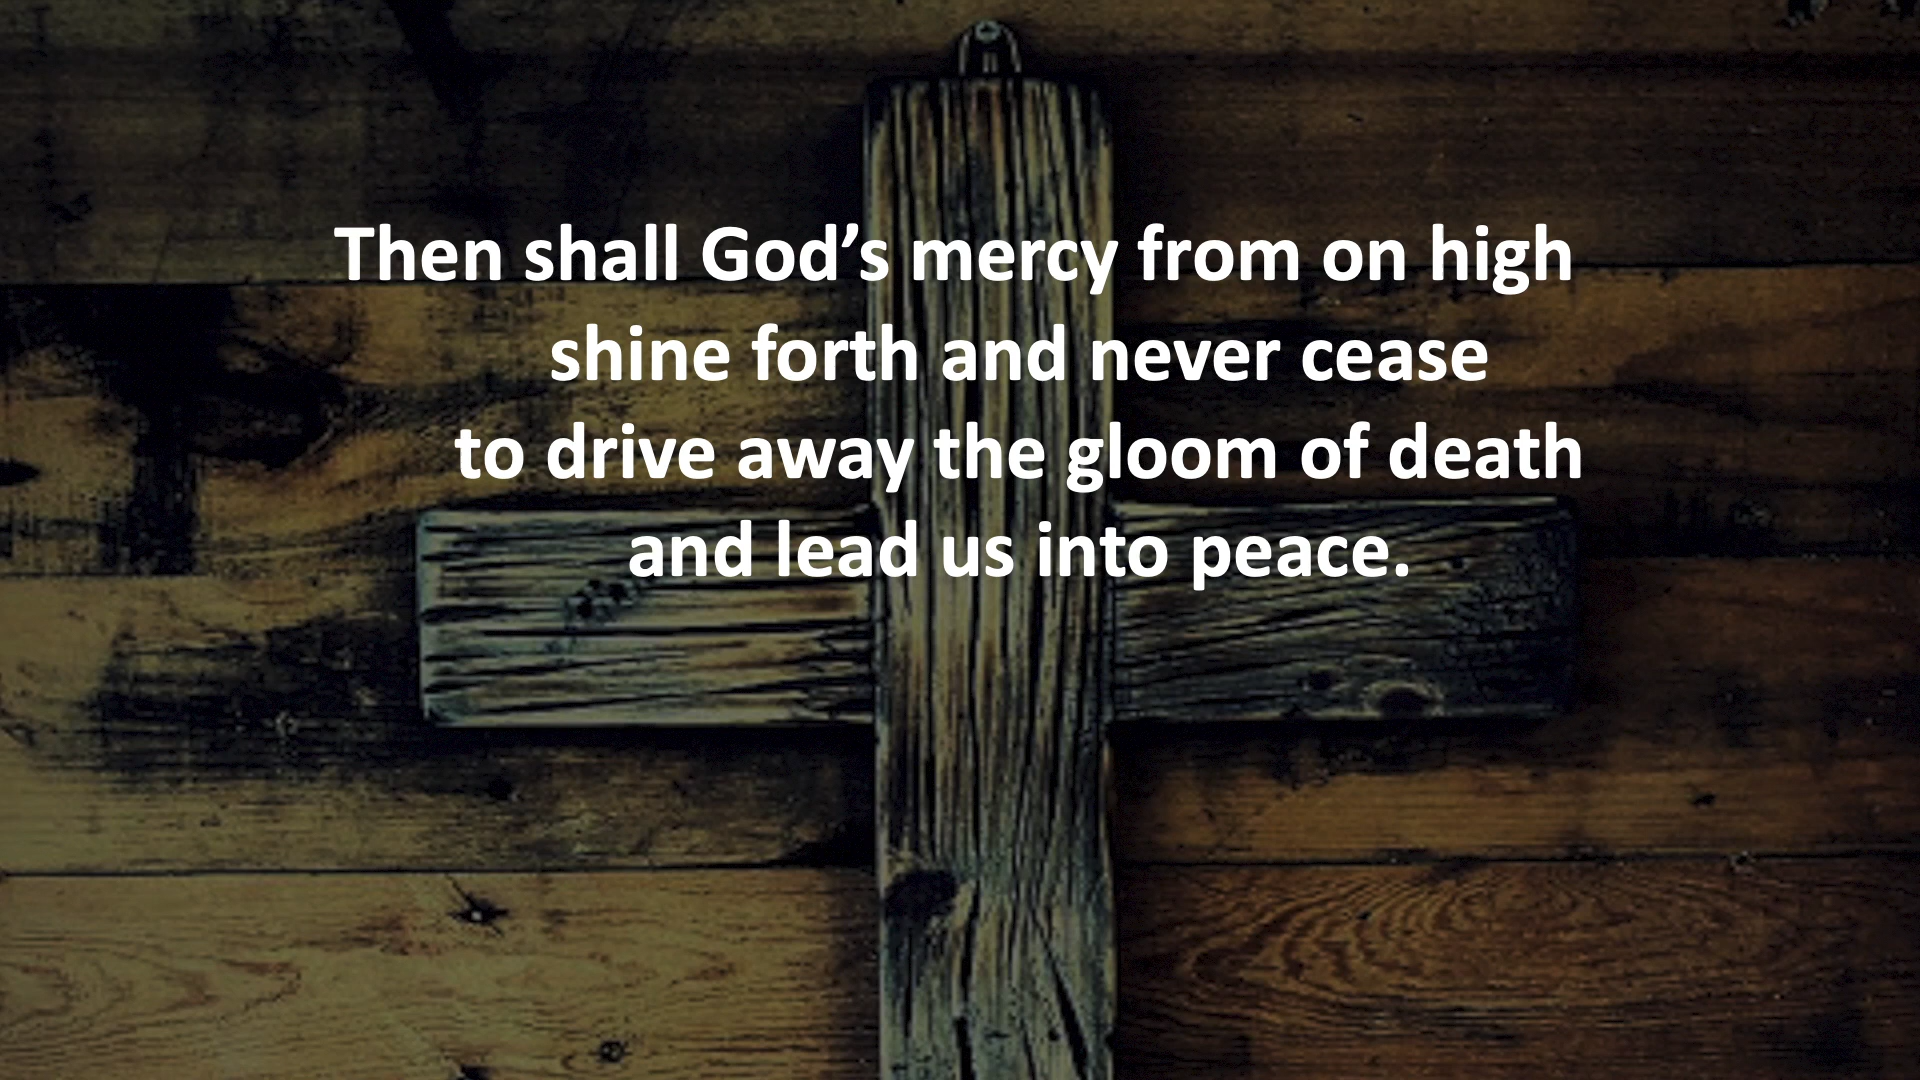 Then shall God’s mercy from on high
shine forth and never cease
to drive away the gloom of death
and lead us into peace.